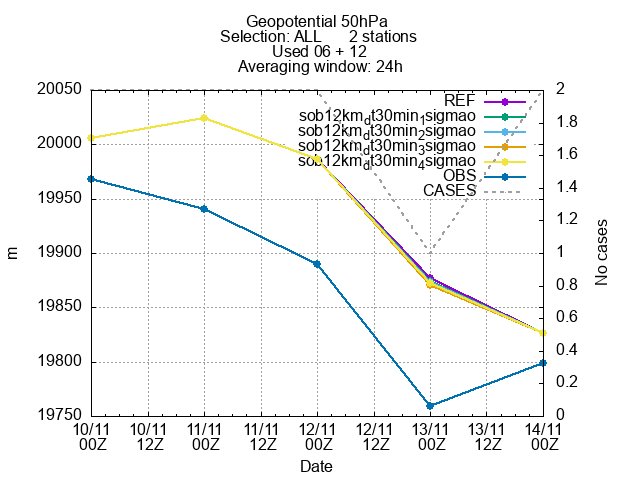 Geopotential 50hPa
Selection: ALL 2 stations
Used 06 + 12
Averaging window: 24h
20050
20000
19950
19900
19850
19800
19750
m
REF
sob12km_dt30min_1sigmao
sob12km_dt30min_2sigmao
sob12km_dt30min_3sigmao
sob12km_dt30min_4sigmao
OBS
CASES
2
1.8
1.6
1.4
1.2
1
0.8
0.6
0.4
0.2
0
No cases
10/11 10/11 11/11 11/11 12/11 12/11 13/11 13/11 14/11
00Z 12Z 00Z 12Z 00Z 12Z 00Z 12Z 00Z
Date